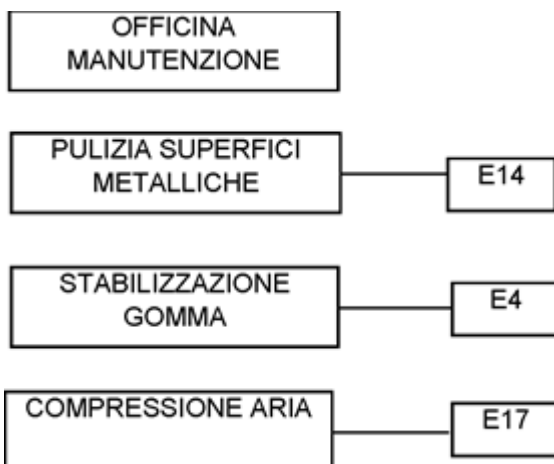 OFFICINA
MANUTENZIONE
PULIZIA SUPERFICI
METALLICHE
E14
STABILIZZAZIONE
GOMMA
E4
COMPRESSIONE ARIA
E17